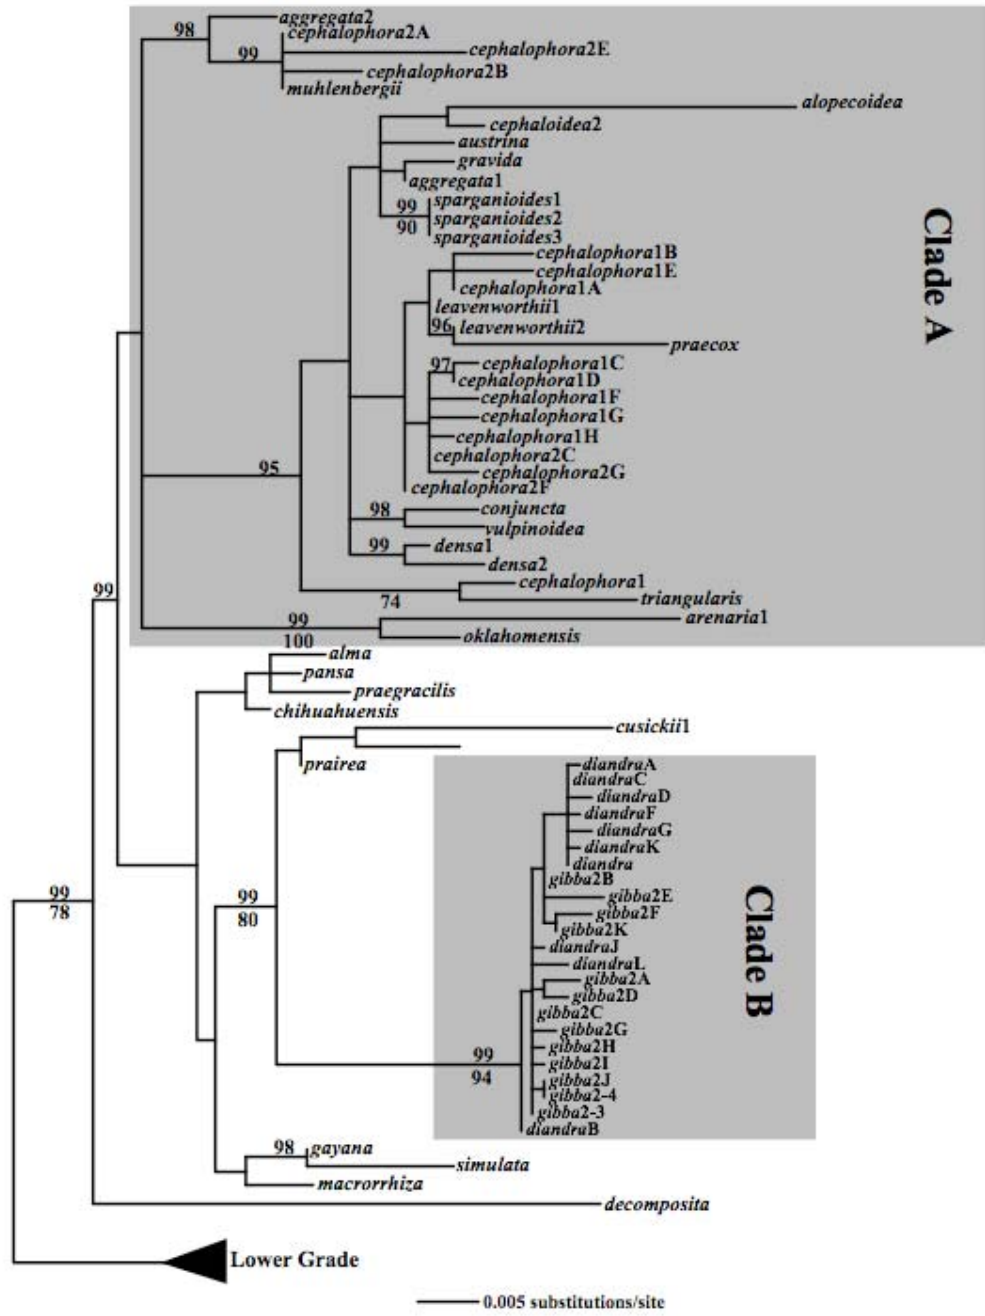 aggregata2
98
cephalophora2A
99
cephalophora2E
cephalophora2B
muhlenbergii
alopecoidea
cephaloidea2
austrina
gravida
aggregata1
sparganioides1
99
sparganioides2
90
sparganioides3
cephalophora1B
cephalophora1E
cephalophora1A
leavenworthii1
96
leavenworthii2
praecox
97
cephalophora1C
cephalophora1D
cephalophora1F
cephalophora1G
cephalophora1H
cephalophora2C
95
cephalophora2G
cephalophora2F
conjuncta
98
vulpinoidea
densa1
99
densa2
cephalophora1
74
triangularis
99
arenaria1
100
oklahomensis
Clade A
99
alma
pansa
praegracilis
chihuahuensis
cusickii1
prairea
diandraA
diandraC
diandraD
diandraF
diandraG
diandraK
diandra
gibba2B
gibba2E
gibba2F
gibba2K
diandraJ
diandraL
gibba2A
gibba2D
gibba2C
gibba2G
gibba2H
gibba2I
gibba2J
gibba2-4
gibba2-3
diandraB
99
94
Clade B
99
80
99
78
98
gayana
simulata
macrorrhiza
decomposita
Lower Grade
0.005 substitutions/site